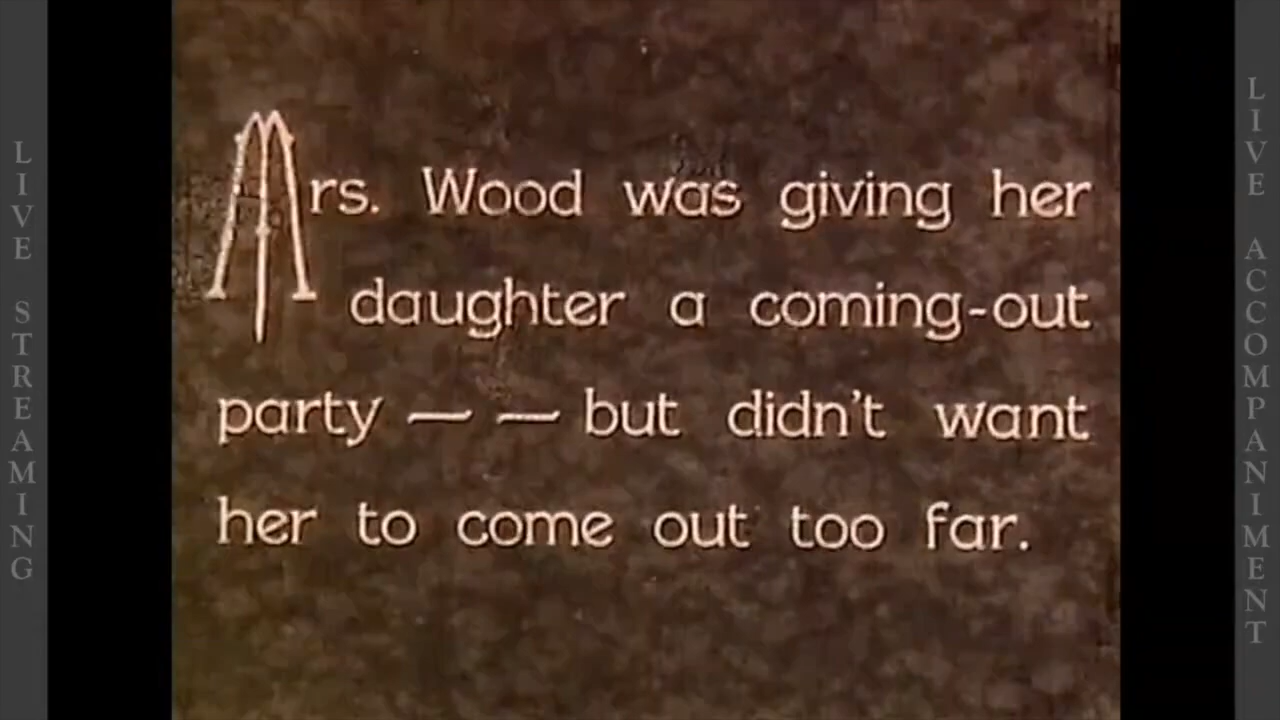 LIVE STREAMING
Mrs. Wood was giving her
daughter a coming-out
party — — but didn't want
her to come out too far.
LIVE ACCOMPANIMENT